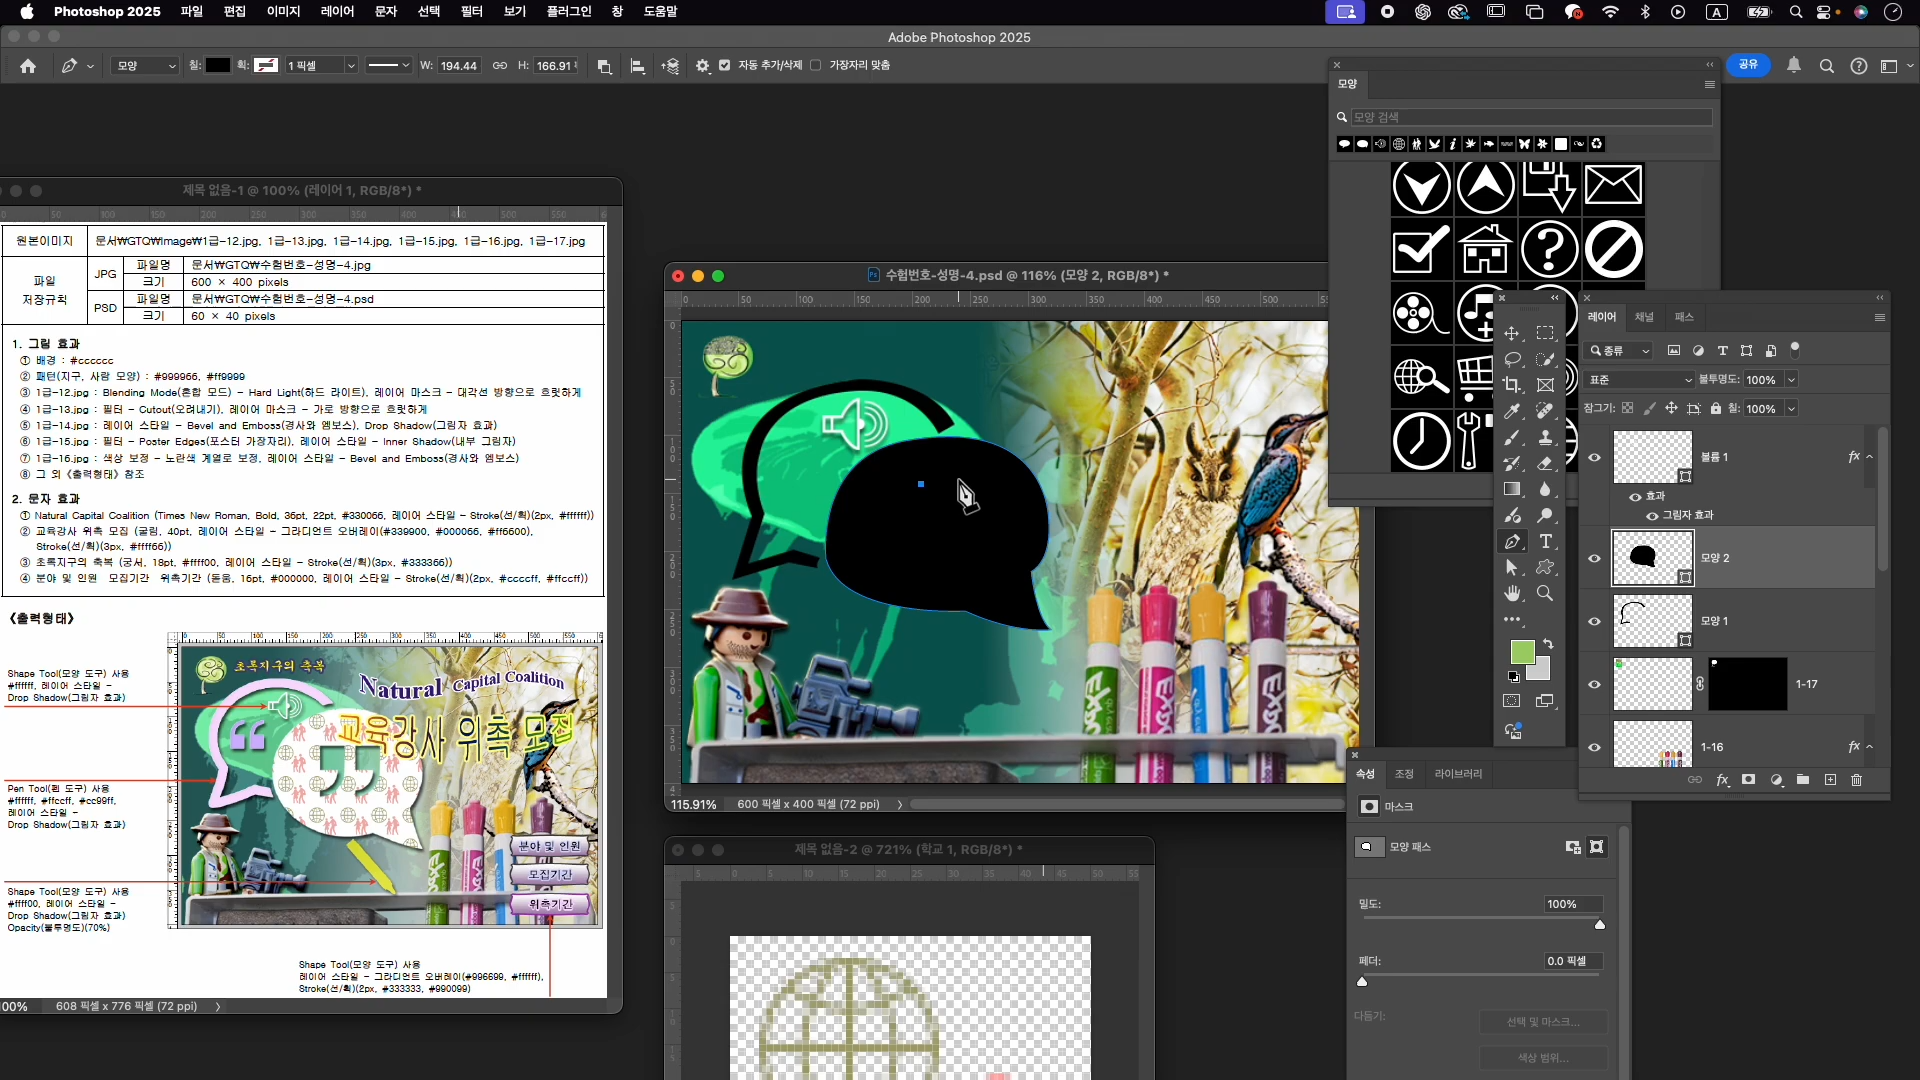 Photoshop 2025 파일 편집 이미지 레이어 문자 선택 필터 보기 플러그인 창 도움말
Adobe Photoshop 2025
모양 칠: 획: 1 픽셀 W: 194.44 H: 166.91 자동 추가/삭제 가장자리 맞춤
공유
모양
모양 검색
제목 없음-1 @ 100% (레이어 1, RGB/8*) *
원본이미지 문서₩GTQ₩Image₩1급-12.jpg, 1급-13.jpg, 1급-14.jpg, 1급-15.jpg, 1급-16.jpg, 1급-17.jpg
파일 저장규칙
JPG 파일명 문서₩GTQ₩수험번호-성명-4.jpg
크기 600 × 400 pixels
PSD 파일명 문서₩GTQ₩수험번호-성명-4.psd
크기 60 × 40 pixels
1. 그림 효과
① 배경 : #cccccc
② 패턴(지구, 사람 모양) : #999966, #ff9999
③ 1급-12.jpg : Blending Mode(혼합 모드) - Hard Light(하드 라이트), 레이어 마스크 - 대각선 방향으로 흐릿하게
④ 1급-13.jpg : 필터 - Cutout(오려내기), 레이어 마스크 - 가로 방향으로 흐릿하게
⑤ 1급-14.jpg : 레이어 스타일 - Bevel and Emboss(경사와 엠보스), Drop Shadow(그림자 효과)
⑥ 1급-15.jpg : 필터 - Poster Edges(포스터 가장자리), 레이어 스타일 - Inner Shadow(내부 그림자)
⑦ 1급-16.jpg : 색상 보정 - 노란색 계열로 보정, 레이어 스타일 - Bevel and Emboss(경사와 엠보스)
⑧ 그 외 《출력형태》 참조
2. 문자 효과
① Natural Capital Coalition (Times New Roman, Bold, 36pt, 22pt, #330066, 레이어 스타일 - Stroke(선/획)(2px, #ffffff))
② 교육강사 위촉 모집 (굴림, 40pt, 레이어 스타일 - 그라디언트 오버레이(#339900, #000066, #ff6600),
Stroke(선/획)(3px, #ffff66))
③ 초록지구의 축복 (궁서, 18pt, #ffff00, 레이어 스타일 - Stroke(선/획)(3px, #333366))
④ 분야 및 인원 모집기간 위촉기간 (돋움, 16pt, #000000, 레이어 스타일 - Stroke(선/획)(2px, #ccccff, #ffccff))
《출력형태》
Shape Tool(모양 도구) 사용
#ffffff, 레이어 스타일 -
Drop Shadow(그림자 효과)
Pen Tool(펜 도구) 사용
#ffffff, #ffccff, #cc99ff,
레이어 스타일 -
Drop Shadow(그림자 효과)
Shape Tool(모양 도구) 사용
#ffff00, 레이어 스타일 -
Drop Shadow(그림자 효과)
Opacity(불투명도)(70%)
초록지구의 축복
Natural Capital Coalition
교육강사 위촉 모집
분야 및 인원
모집기간
위촉기간
Shape Tool(모양 도구) 사용
레이어 스타일 - 그라디언트 오버레이(#996699, #ffffff),
Stroke(선/획)(2px, #333333, #990099)
100% 608 픽셀 x 776 픽셀 (72 ppi)
수험번호-성명-4.psd @ 116% (모양 2, RGB/8*) *
115.91% 600 픽셀 x 400 픽셀 (72 ppi)
제목 없음-2 @ 721% (학교 1, RGB/8*) *
레이어 채널 패스
종류
표준 불투명도: 100%
잠그기: 칠: 100%
볼륨 1 fx
효과
그림자 효과
모양 2
모양 1
1-17
1-16 fx
속성 조정 라이브러리
마스크
모양 패스
밀도: 100%
페더: 0.0 픽셀
다듬기: 선택 및 마스크...
색상 범위...